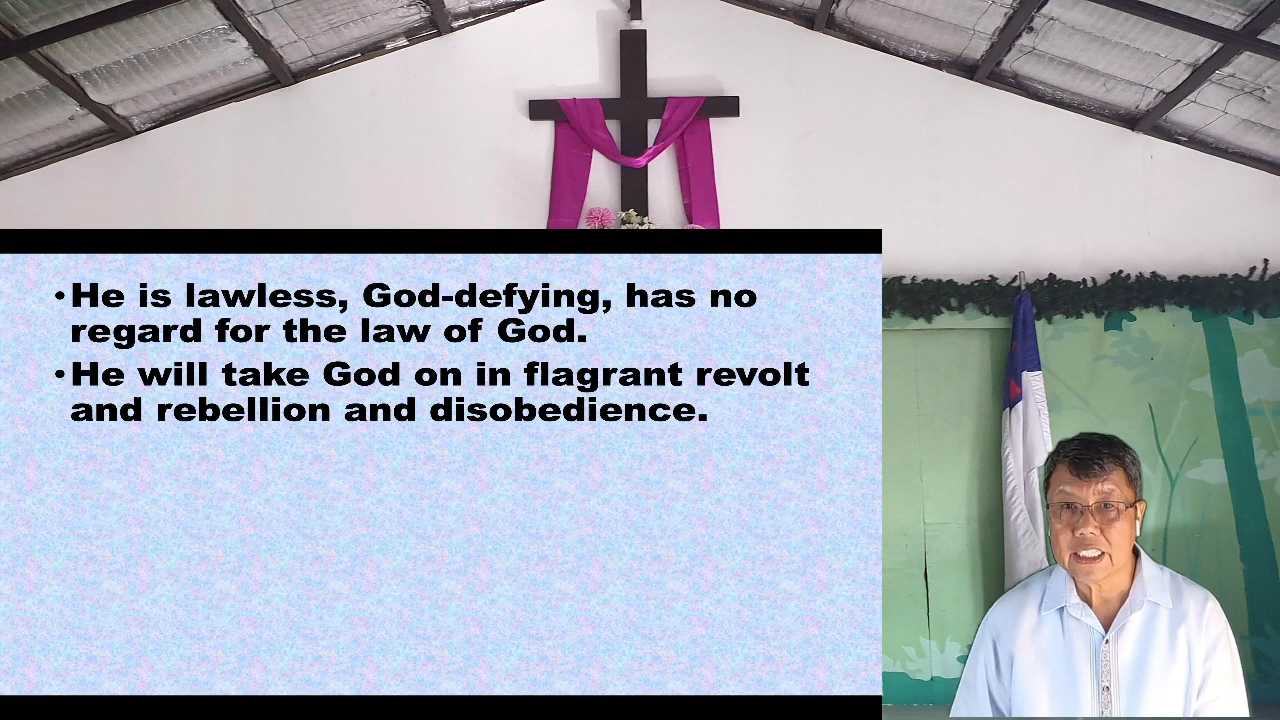 •He is lawless, God-defying, has no
regard for the law of God.
•He will take God on in flagrant revolt
and rebellion and disobedience.